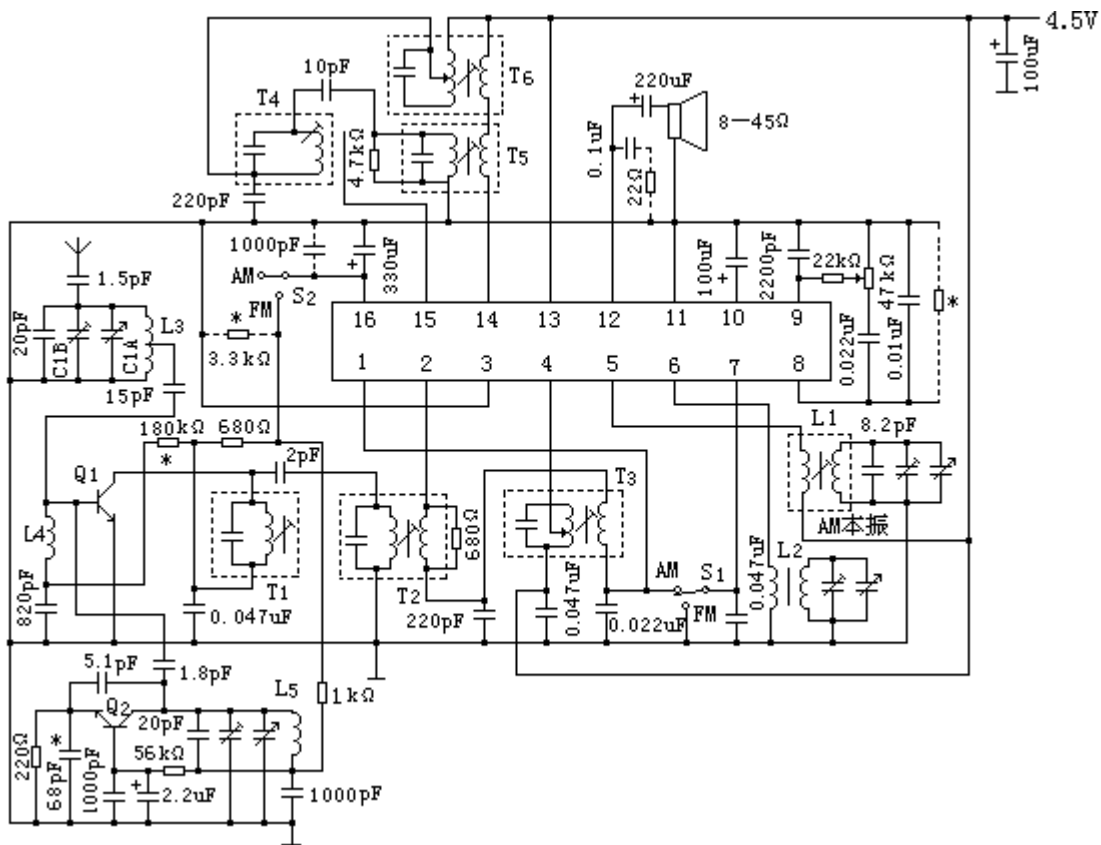 4.5V
100uF
T6
10pF
T4
220uF
8—45Ω
0.1uF
22Ω
4.7kΩ
T5
220pF
1000pF
330uF
AM
S2
FM
100uF
2200pF
22kΩ
47kΩ
*
1.5pF
20pF
C1B
C1A
L3
16 15 14 13 12 11 10 9
1 2 3 4 5 6 7 8
*
3.3kΩ
0.022uF
0.01uF
15pF
180kΩ
*
680Ω
L1
8.2pF
AM本振
Q1
2pF
T3
L4
T1
T2
680Ω
820pF
0.047uF
220pF
0.047uF
0.022uF
AM
S1
FM
0.047uF
L2
5.1pF
1.8pF
Q2
L5
1kΩ
220Ω
*
68pF
1000pF
20pF
56kΩ
2.2uF
1000pF